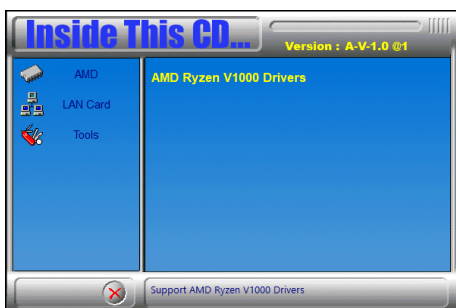 Inside This CD...
Version : A-V-1.0 @1
AMD
AMD Ryzen V1000 Drivers
LAN Card
Tools
Support AMD Ryzen V1000 Drivers